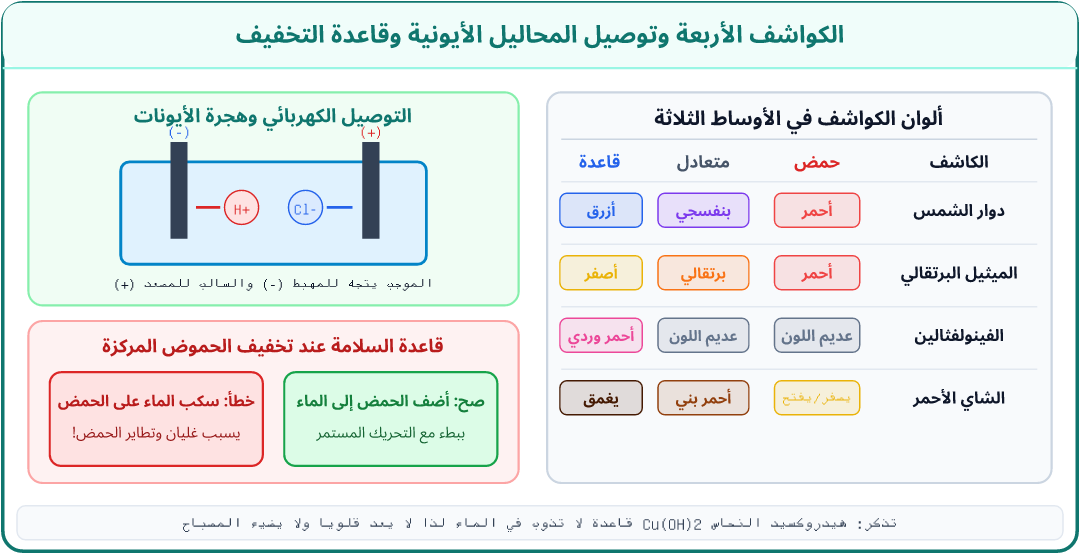 الكواشف الأربعة وتوصيل المحاليل الأيونية وقاعدة التخفيف
ألوان الكواشف في الأوساط الثلاثة
الكاشف حمض متعادل قاعدة
دوار الشمس أحمر بنفسجي أزرق
الميثيل البرتقالي أحمر برتقالي أصفر
الفينولفثالين عديم اللون عديم اللون أحمر وردي
الشاي الأحمر يصفر/يفتح أحمر بني يغمق
التوصيل الكهربائي وهجرة الأيونات
(+) (-)
Cl- H+
الموجب يتجه للمهبط (-) والسالب للمصعد (+)
قاعدة السلامة عند تخفيف الحموض المركزة
صح: أضف الحمض إلى الماء
ببطء مع التحريك المستمر
خطأ: سكب الماء على الحمض
يسبب غليان وتطاير الحمض!
تذكر: هيدروكسيد النحاس Cu(OH)2 قاعدة لا تذوب في الماء لذا لا يعد قلويا ولا يضيء المصباح